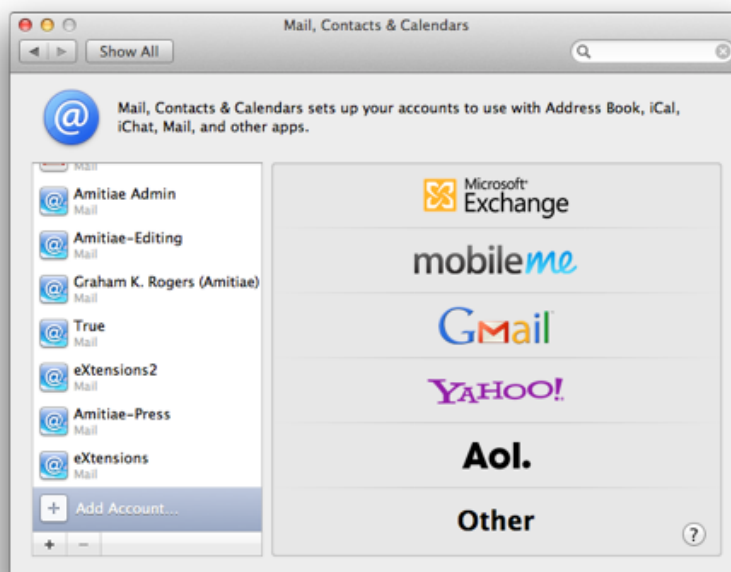 Mail, Contacts & Calendars
Show All
Mail, Contacts & Calendars sets up your accounts to use with Address Book, iCal,
iChat, Mail, and other apps.
Mail
Amitiae Admin
Mail
Amitiae-Editing
Mail
Graham K. Rogers (Amitiae)
Mail
True
Mail
eXtensions2
Mail
Amitiae-Press
Mail
eXtensions
Mail
Add Account...
Microsoft
Exchange
mobileme
Gmail
YAHOO!
Aol.
Other
?